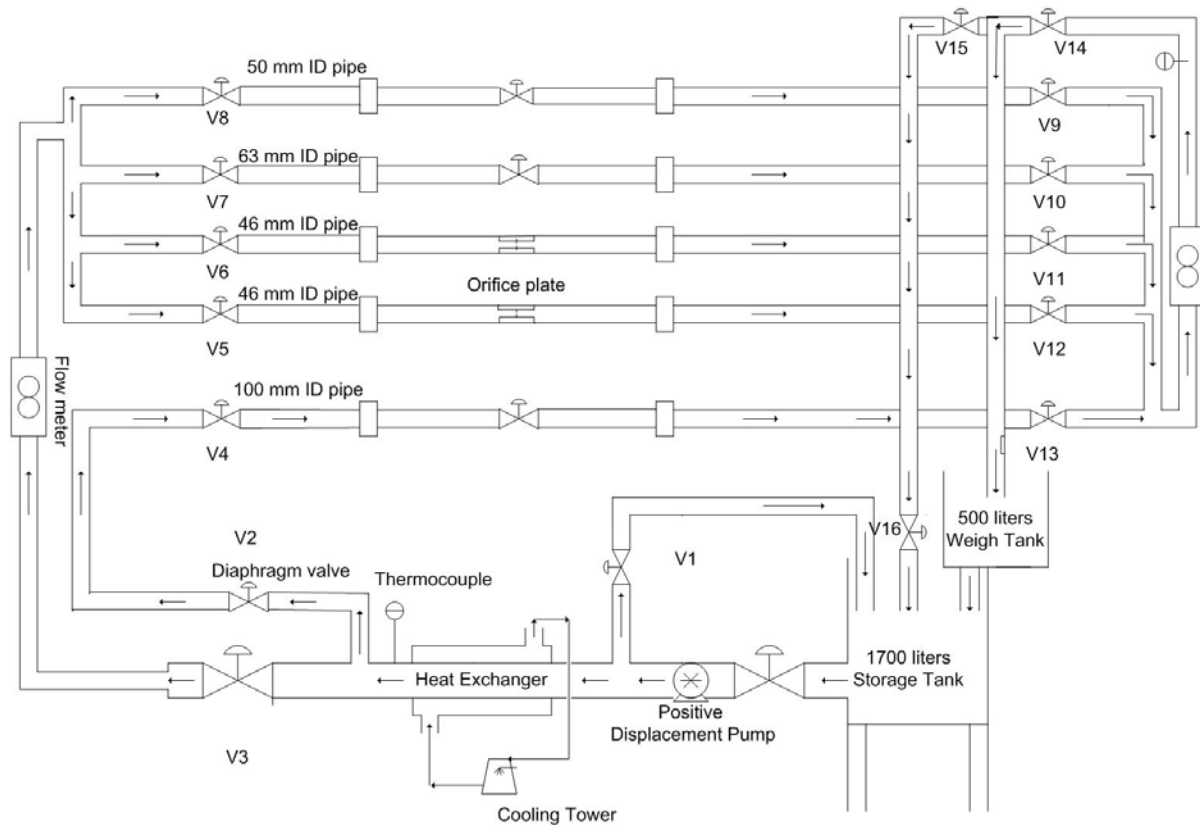 V15
V14
50 mm ID pipe
V8
V9
63 mm ID pipe
V7
V10
46 mm ID pipe
V6
Orifice plate
V11
46 mm ID pipe
V5
V12
Flow meter
100 mm ID pipe
V4
V13
V16
500 liters
Weigh Tank
V2
V1
Diaphragm valve
Thermocouple
Heat Exchanger
1700 liters
Storage Tank
Positive
Displacement Pump
V3
Cooling Tower